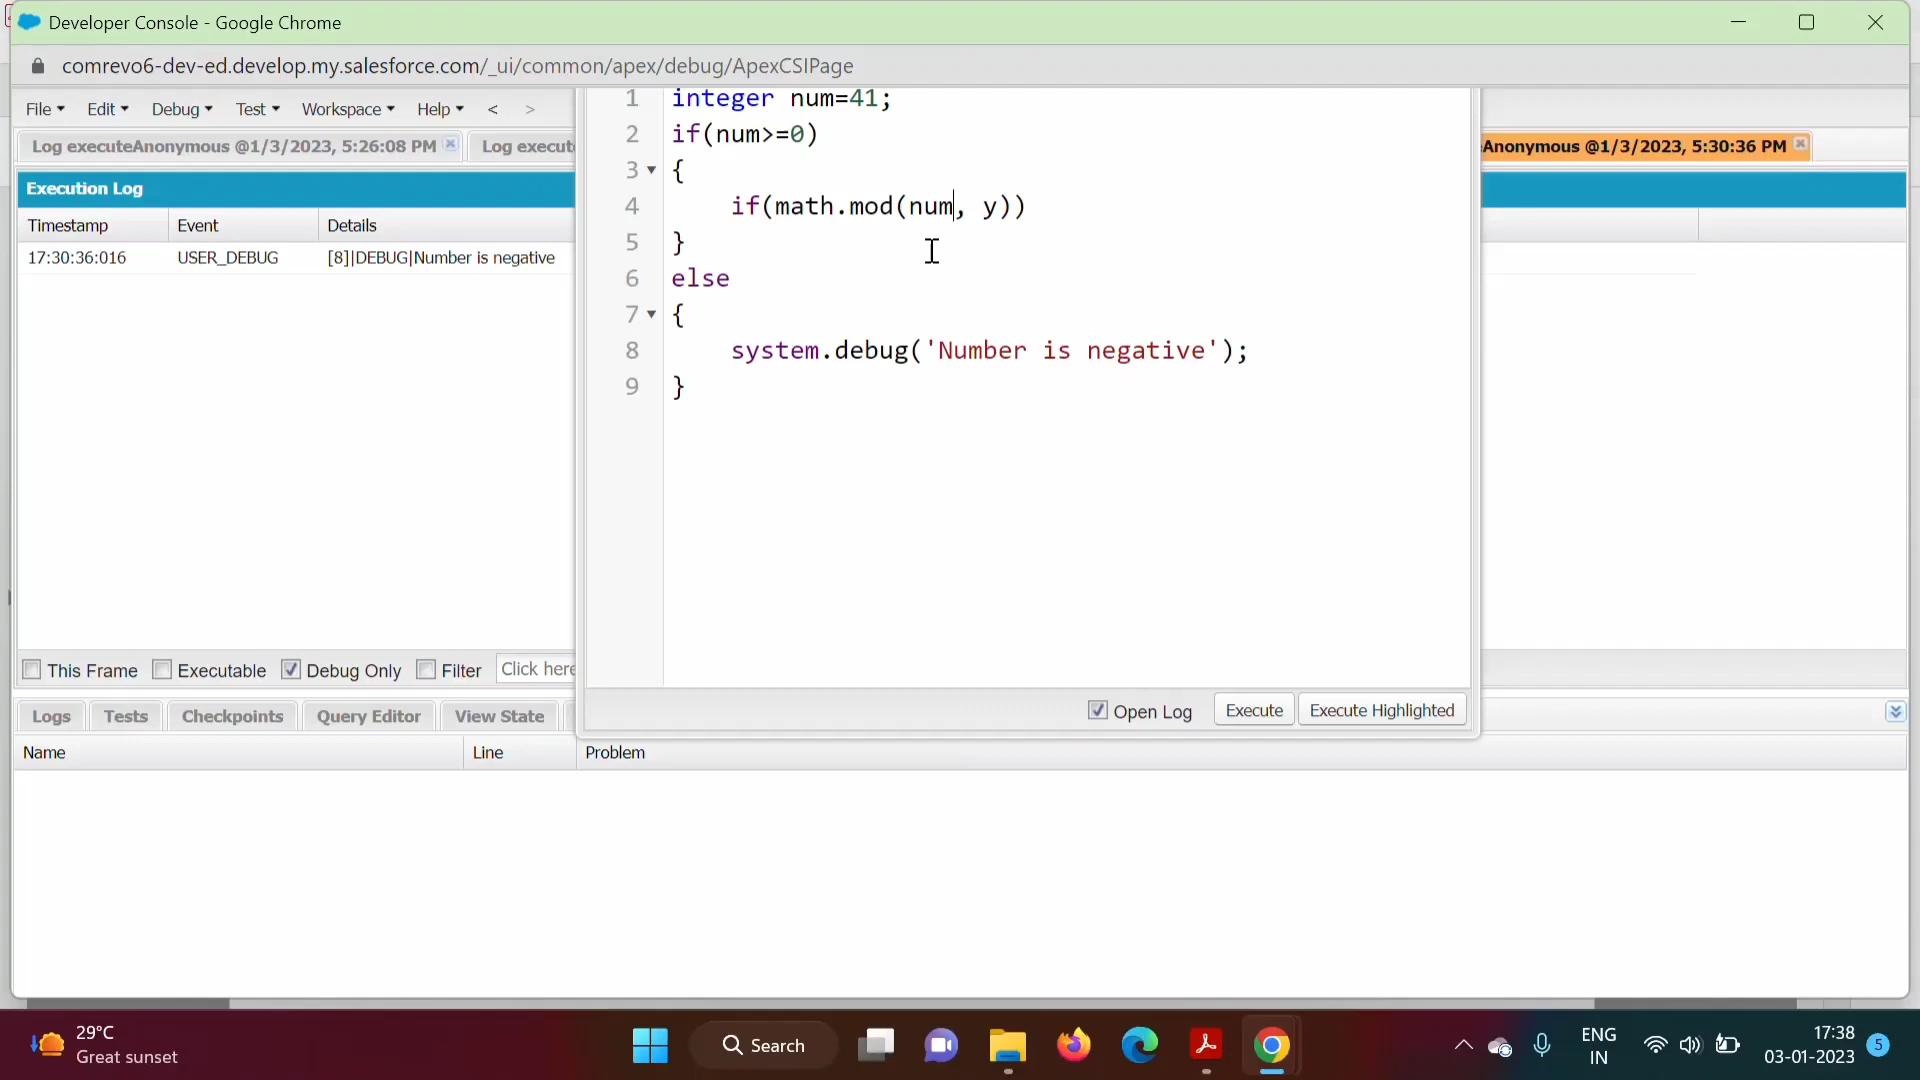 Developer Console - Google Chrome
comrevo6-dev-ed.develop.my.salesforce.com/_ui/common/apex/debug/ApexCSIPage
File Edit Debug Test Workspace Help < >
Log executeAnonymous @1/3/2023, 5:26:08 PM
Log execut
Anonymous @1/3/2023, 5:30:36 PM
Execution Log
Timestamp Event Details
17:30:36:016 USER_DEBUG [8]|DEBUG|Number is negative
1 integer num=41;
2 if(num>=0)
3 {
4 if(math.mod(num, y))
5 }
6 else
7 {
8 system.debug('Number is negative');
9 }
This Frame Executable Debug Only Filter Click here
Open Log Execute Execute Highlighted
Logs Tests Checkpoints Query Editor View State
Name Line Problem
29°C
Great sunset
Search
ENG
IN
17:38
03-01-2023
5